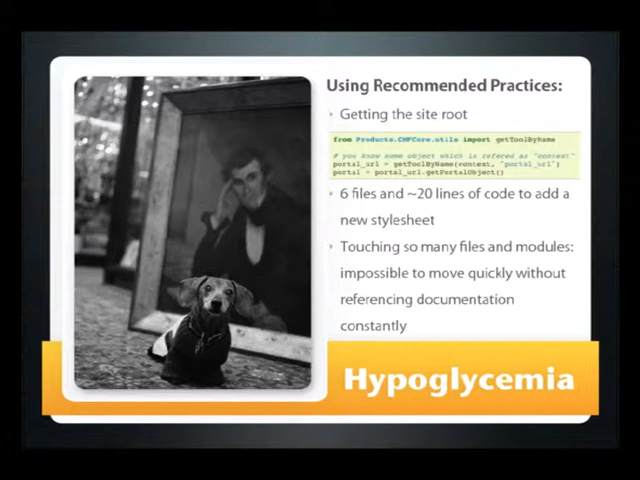 Using Recommended Practices:
Getting the site root
from Products.CMFCore.utils import getToolByName
# you know some object which is refered as "context"
portal_url = getToolByName(context, "portal_url")
portal = portal_url.getPortalObject()
6 files and ~20 lines of code to add a
new stylesheet
Touching so many files and modules:
impossible to move quickly without
referencing documentation
constantly
Hypoglycemia